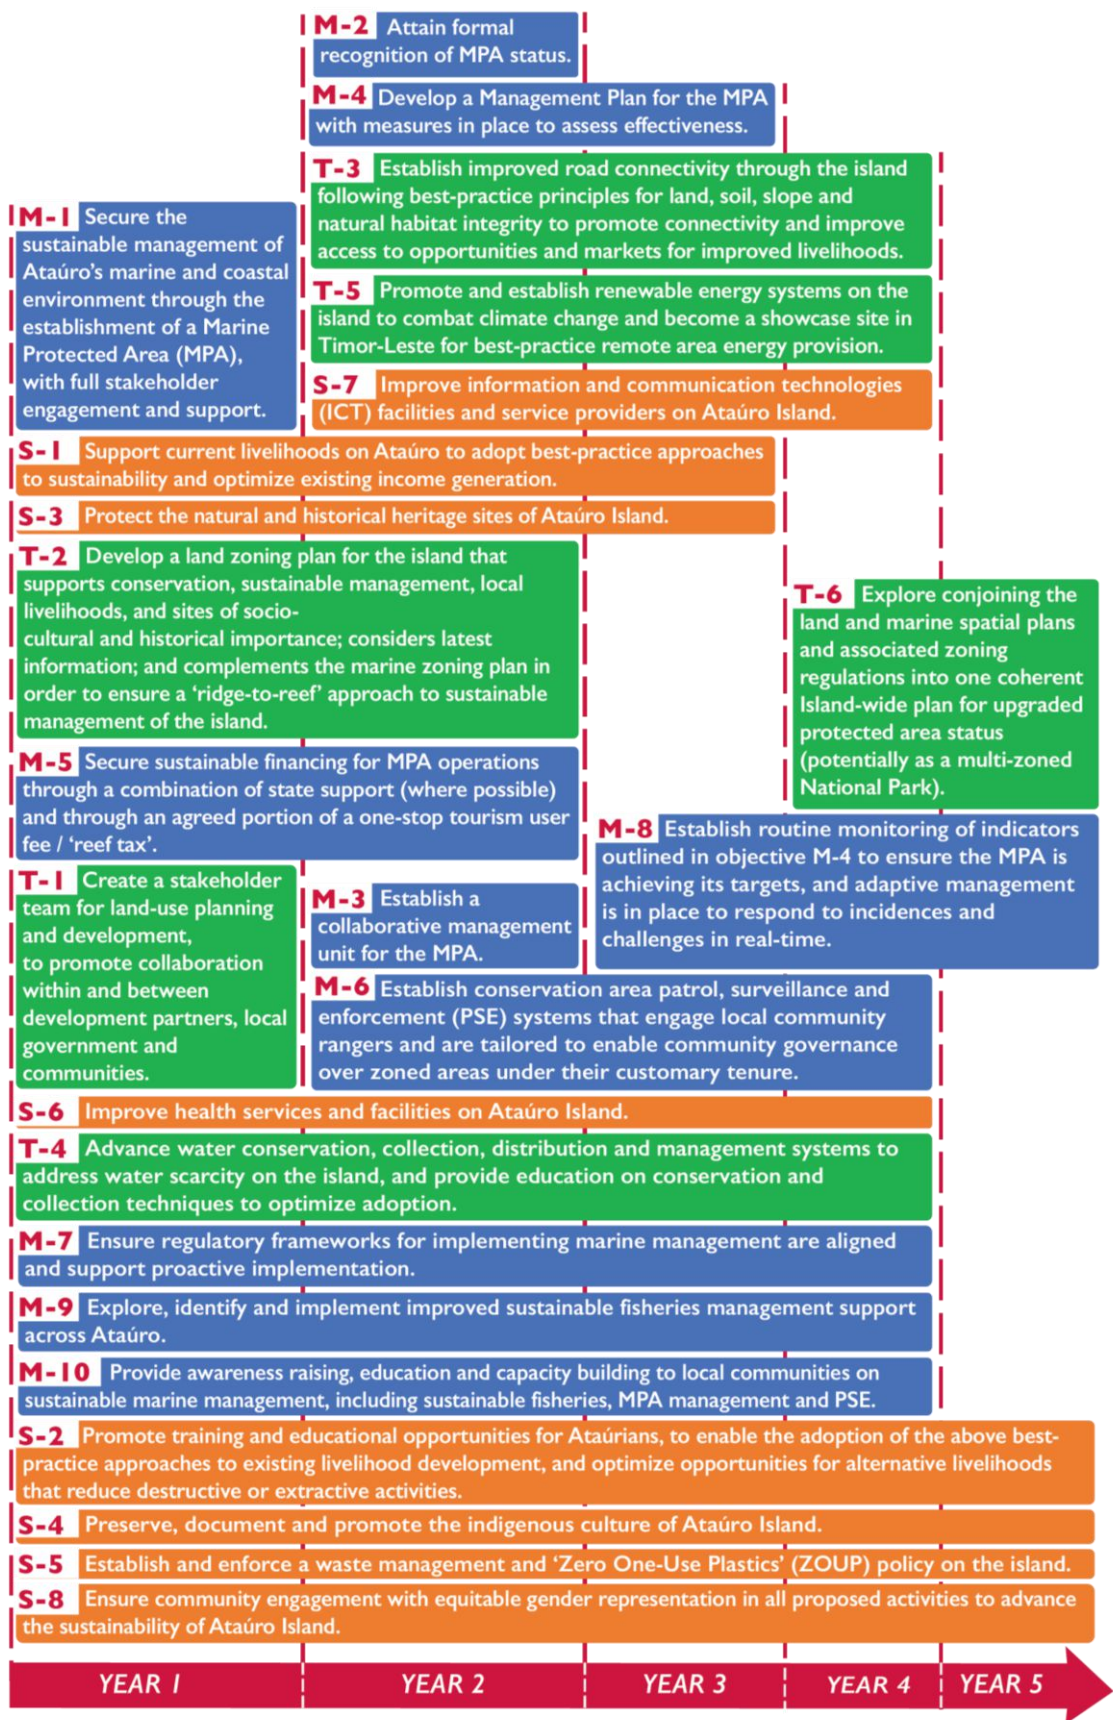 M-2 Attain formal
recognition of MPA status.
M-4 Develop a Management Plan for the MPA
with measures in place to assess effectiveness.
T-3 Establish improved road connectivity through the island
following best-practice principles for land, soil, slope and
natural habitat integrity to promote connectivity and improve
access to opportunities and markets for improved livelihoods.
M-1 Secure the
sustainable management of
Ataúro's marine and coastal
environment through the
establishment of a Marine
Protected Area (MPA),
with full stakeholder
engagement and support.
T-5 Promote and establish renewable energy systems on the
island to combat climate change and become a showcase site in
Timor-Leste for best-practice remote area energy provision.
S-7 Improve information and communication technologies
(ICT) facilities and service providers on Ataúro Island.
S-1 Support current livelihoods on Ataúro to adopt best-practice approaches
to sustainability and optimize existing income generation.
S-3 Protect the natural and historical heritage sites of Ataúro Island.
T-2 Develop a land zoning plan for the island that
supports conservation, sustainable management, local
livelihoods, and sites of socio-
cultural and historical importance; considers latest
information; and complements the marine zoning plan in
order to ensure a 'ridge-to-reef' approach to sustainable
management of the island.
T-6 Explore conjoining the
land and marine spatial plans
and associated zoning
regulations into one coherent
Island-wide plan for upgraded
protected area status
(potentially as a multi-zoned
National Park).
M-5 Secure sustainable financing for MPA operations
through a combination of state support (where possible)
and through an agreed portion of a one-stop tourism user
fee / 'reef tax'.
M-8 Establish routine monitoring of indicators
outlined in objective M-4 to ensure the MPA is
achieving its targets, and adaptive management
is in place to respond to incidences and
challenges in real-time.
T-1 Create a stakeholder
team for land-use planning
and development,
to promote collaboration
within and between
development partners, local
government and
communities.
M-3 Establish a
collaborative management
unit for the MPA.
M-6 Establish conservation area patrol, surveillance and
enforcement (PSE) systems that engage local community
rangers and are tailored to enable community governance
over zoned areas under their customary tenure.
S-6 Improve health services and facilities on Ataúro Island.
T-4 Advance water conservation, collection, distribution and management systems to
address water scarcity on the island, and provide education on conservation and
collection techniques to optimize adoption.
M-7 Ensure regulatory frameworks for implementing marine management are aligned
and support proactive implementation.
M-9 Explore, identify and implement improved sustainable fisheries management support
across Ataúro.
M-10 Provide awareness raising, education and capacity building to local communities on
sustainable marine management, including sustainable fisheries, MPA management and PSE.
S-2 Promote training and educational opportunities for Ataúrians, to enable the adoption of the above best-
practice approaches to existing livelihood development, and optimize opportunities for alternative livelihoods
that reduce destructive or extractive activities.
S-4 Preserve, document and promote the indigenous culture of Ataúro Island.
S-5 Establish and enforce a waste management and 'Zero One-Use Plastics' (ZOUP) policy on the island.
S-8 Ensure community engagement with equitable gender representation in all proposed activities to advance
the sustainability of Ataúro Island.
YEAR 1 YEAR 2 YEAR 3 YEAR 4 YEAR 5